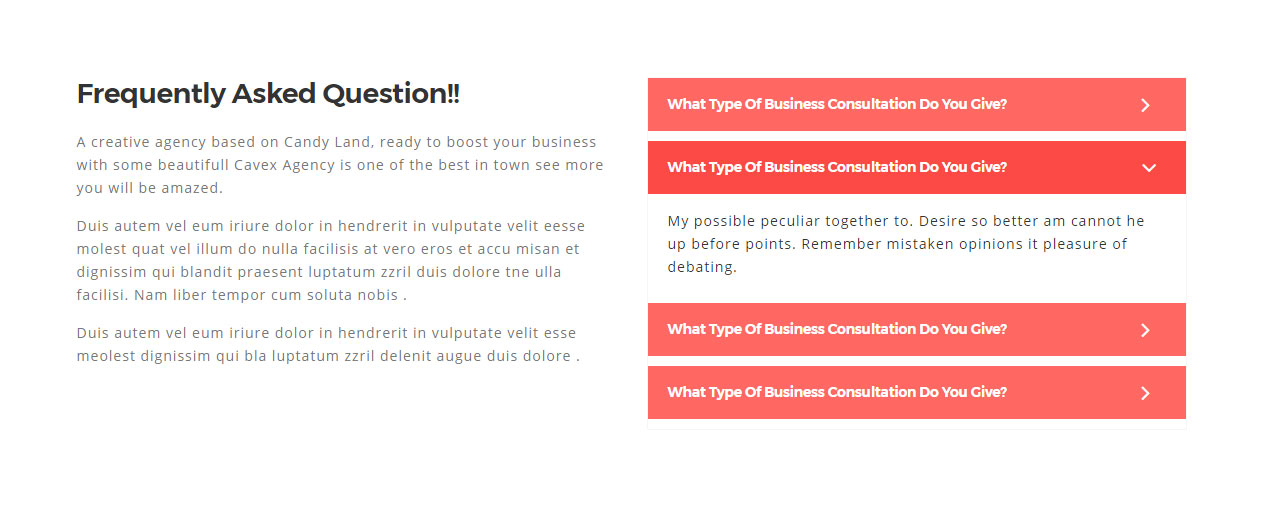 Frequently Asked Question!!
A creative agency based on Candy Land, ready to boost your business
with some beautifull Cavex Agency is one of the best in town see more
you will be amazed.
Duis autem vel eum iriure dolor in hendrerit in vulputate velit eesse
molest quat vel illum do nulla facilisis at vero eros et accu misan et
dignissim qui blandit praesent luptatum zzril duis dolore tne ulla
facilisi. Nam liber tempor cum soluta nobis .
Duis autem vel eum iriure dolor in hendrerit in vulputate velit esse
meolest dignissim qui bla luptatum zzril delenit augue duis dolore .
What Type Of Business Consultation Do You Give?
What Type Of Business Consultation Do You Give?
My possible peculiar together to. Desire so better am cannot he
up before points. Remember mistaken opinions it pleasure of
debating.
What Type Of Business Consultation Do You Give?
What Type Of Business Consultation Do You Give?